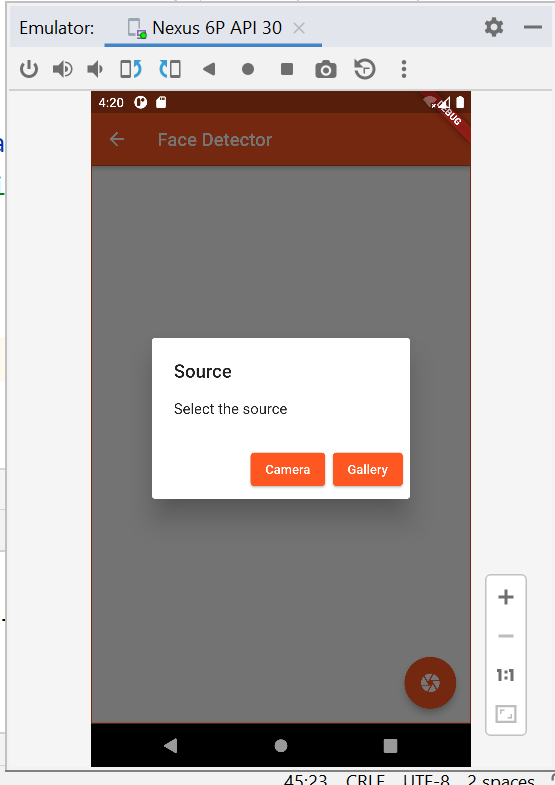 Emulator: Nexus 6P API 30
4:20
DEBUG
Face Detector
Source
Select the source
Camera Gallery
1:1
45:23 CRLF UTF-8 2 spaces